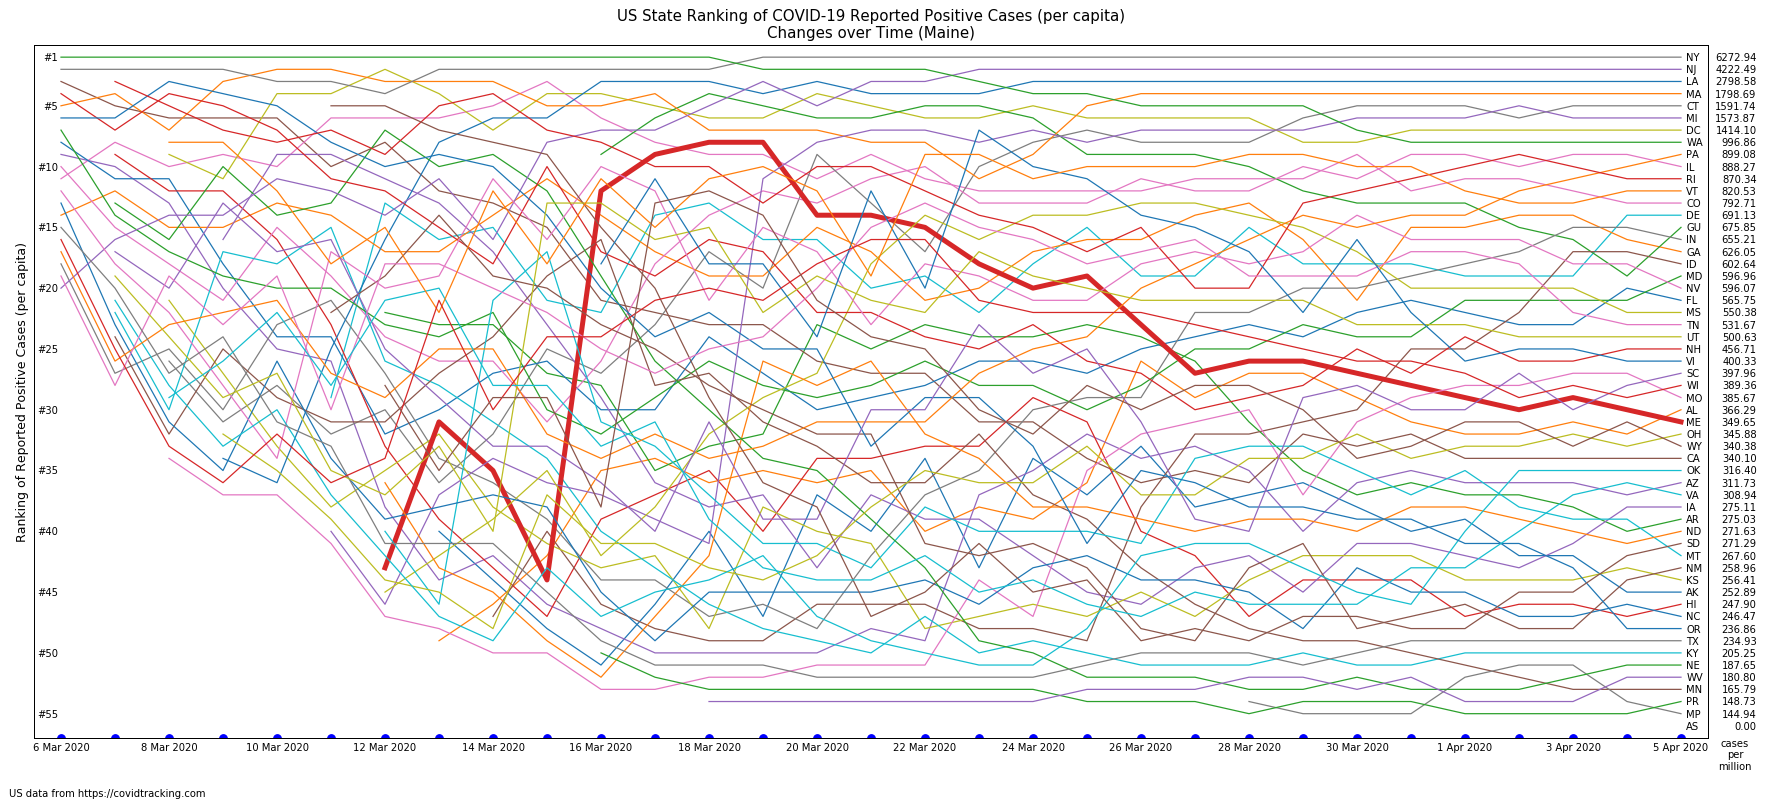 US State Ranking of COVID-19 Reported Positive Cases (per capita)
Changes over Time (Maine)
Ranking of Reported Positive Cases (per capita)
#1
#5
#10
#15
#20
#25
#30
#35
#40
#45
#50
#55
NY 6272.94
NJ 4222.49
LA 2798.58
MA 1798.69
CT 1591.74
MI 1573.87
DC 1414.10
WA 996.86
PA 899.08
IL 888.27
RI 870.34
VT 820.53
CO 792.71
DE 691.13
GU 675.85
IN 655.21
GA 626.05
ID 602.64
MD 596.96
NV 596.07
FL 565.75
MS 550.38
TN 531.67
UT 500.63
NH 456.71
VI 400.33
SC 397.96
WI 389.36
MO 385.67
AL 366.29
ME 349.65
OH 345.88
WY 340.38
CA 340.10
OK 316.40
AZ 311.73
VA 308.94
IA 275.11
AR 275.03
ND 271.63
SD 271.29
MT 267.60
NM 258.96
KS 256.41
AK 252.89
HI 247.90
NC 246.47
OR 236.86
TX 234.93
KY 205.25
NE 187.65
WV 180.80
MN 165.79
PR 148.73
MP 144.94
AS 0.00
6 Mar 2020 8 Mar 2020 10 Mar 2020 12 Mar 2020 14 Mar 2020 16 Mar 2020 18 Mar 2020 20 Mar 2020 22 Mar 2020 24 Mar 2020 26 Mar 2020 28 Mar 2020 30 Mar 2020 1 Apr 2020 3 Apr 2020 5 Apr 2020
cases
per
million
US data from https://covidtracking.com